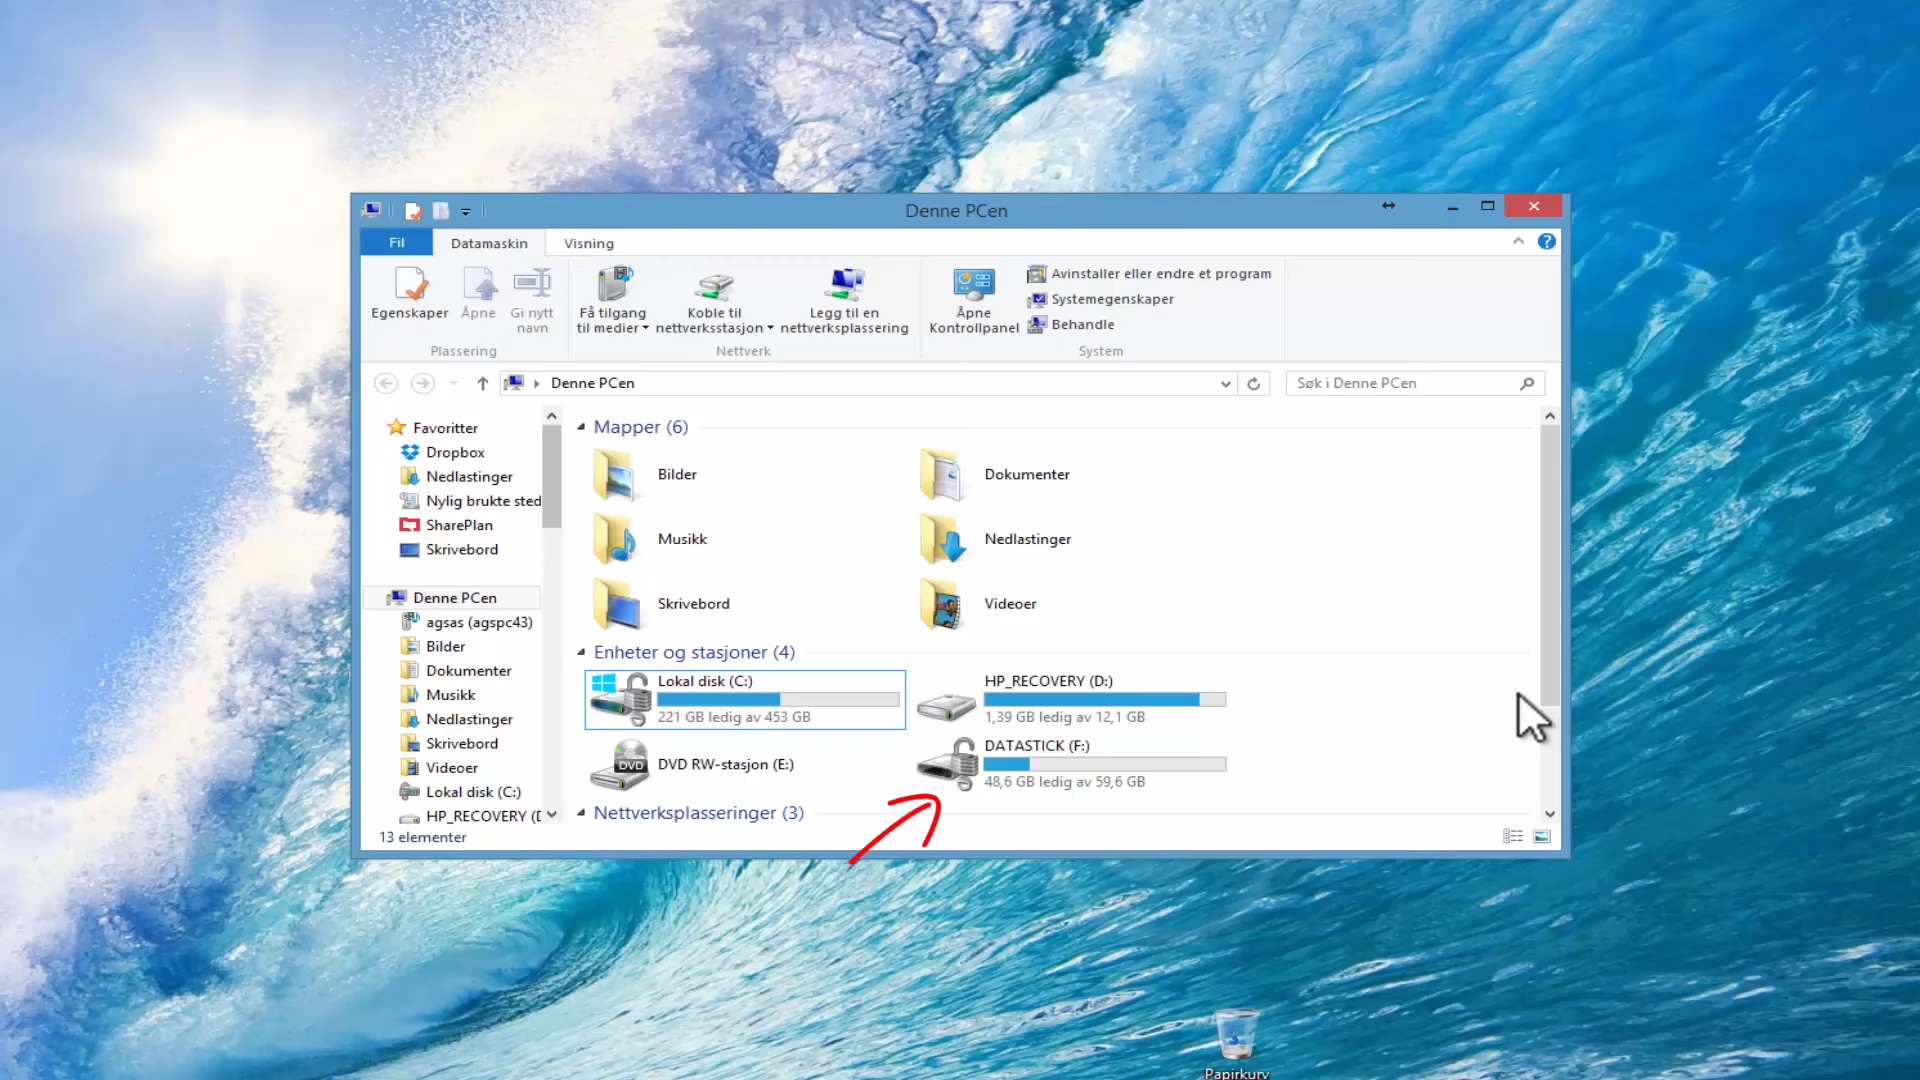 Denne PCen
Fil
Datamaskin
Visning
Egenskaper
Åpne
Gi nytt
navn
Plassering
Få tilgang
til medier
Koble til
nettverksstasjon
Legg til en
nettverksplassering
Nettverk
Åpne
Kontrollpanel
Avinstaller eller endre et program
Systemegenskaper
Behandle
System
Denne PCen
Søk i Denne PCen
Favoritter
Dropbox
Nedlastinger
Nylig brukte sted
SharePlan
Skrivebord
Denne PCen
agsas (agspc43)
Bilder
Dokumenter
Musikk
Nedlastinger
Skrivebord
Videoer
Lokal disk (C:)
HP_RECOVERY (D
13 elementer
Mapper (6)
Bilder
Dokumenter
Musikk
Nedlastinger
Skrivebord
Videoer
Enheter og stasjoner (4)
Lokal disk (C:)
221 GB ledig av 453 GB
HP_RECOVERY (D:)
1,39 GB ledig av 12,1 GB
DVD
DVD RW-stasjon (E:)
DATASTICK (F:)
48,6 GB ledig av 59,6 GB
Nettverksplasseringer (3)
Papirkurv